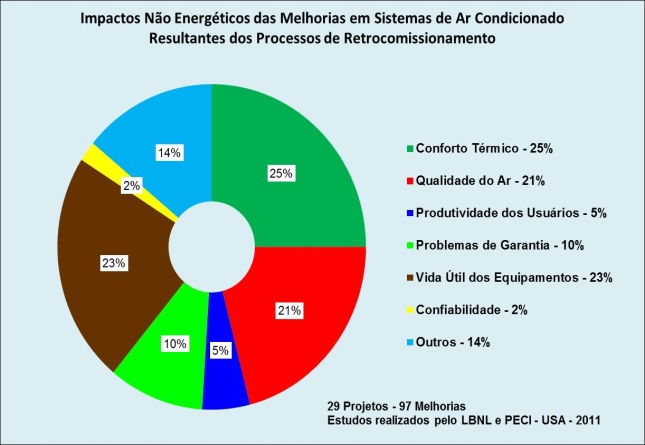 Impactos Não Energéticos das Melhorias em Sistemas de Ar Condicionado
Resultantes dos Processos de Retrocomissionamento
14%
25%
2%
23%
21%
10%
5%
Conforto Térmico - 25%
Qualidade do Ar - 21%
Produtividade dos Usuários - 5%
Problemas de Garantia - 10%
Vida Útil dos Equipamentos - 23%
Confiabilidade - 2%
Outros - 14%
29 Projetos - 97 Melhorias
Estudos realizados pelo LBNL e PECI - USA - 2011